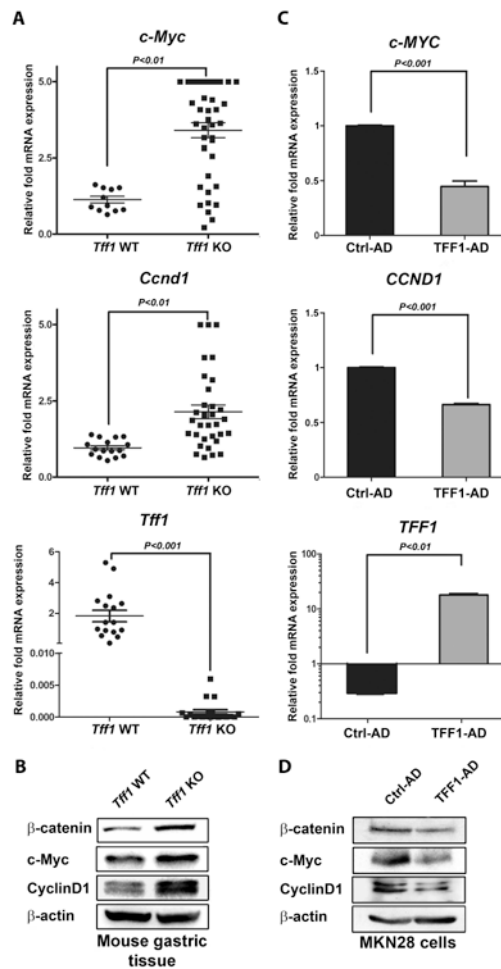 A
c-Myc
P<0.01
Relative fold mRNA expression
5.0
2.5
0.0
Tff1 WT
Tff1 KO
Ccnd1
P<0.01
Relative fold mRNA expression
5.0
2.5
0.0
Tff1 WT
Tff1 KO
Tff1
P<0.001
Relative fold mRNA expression
6
4
2
0.010
0.005
0.000
Tff1 WT
Tff1 KO
B
Tff1 WT
Tff1 KO
β-catenin
c-Myc
CyclinD1
β-actin
Mouse gastric
tissue
C
c-MYC
P<0.001
Relative fold mRNA expression
1.5
1
0.5
0
Ctrl-AD
TFF1-AD
CCND1
P<0.001
Relative fold mRNA expression
1.5
1
0.5
0
Ctrl-AD
TFF1-AD
TFF1
P<0.01
Relative fold mRNA expression
100
10
1
0.1
Ctrl-AD
TFF1-AD
D
Ctrl-AD
TFF1-AD
β-catenin
c-Myc
CyclinD1
β-actin
MKN28 cells